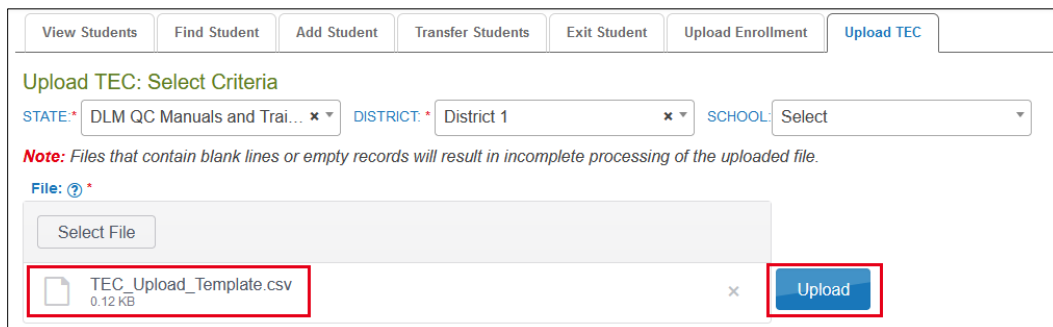 View Students Find Student Add Student Transfer Students Exit Student Upload Enrollment Upload TEC
Upload TEC: Select Criteria
STATE:* DLM QC Manuals and Trai... × DISTRICT: * District 1 × SCHOOL: Select
Note: Files that contain blank lines or empty records will result in incomplete processing of the uploaded file.
File: ? *
Select File
TEC_Upload_Template.csv
0.12 KB
× Upload